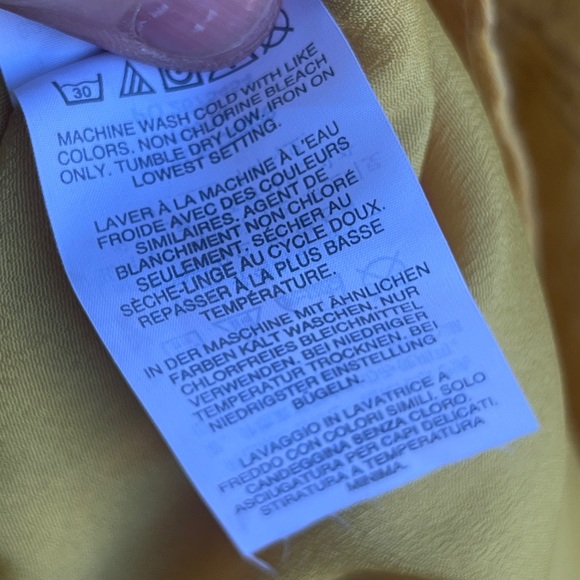 30
MACHINE WASH COLD WITH LIKE
COLORS. NON CHLORINE BLEACH
ONLY. TUMBLE DRY LOW. IRON ON
LOWEST SETTING.
LAVER À LA MACHINE À L'EAU
FROIDE AVEC DES COULEURS
SIMILAIRES, AGENT DE
BLANCHIMENT NON CHLORÉ
SEULEMENT. SÉCHER AU
SÈCHE-LINGE AU CYCLE DOUX.
REPASSER À LA PLUS BASSE
TEMPÉRATURE.
IN DER MASCHINE MIT ÄHNLICHEN
FARBEN KALT WASCHEN. NUR
CHLORFREIES BLEICHMITTEL
VERWENDEN. BEI NIEDRIGER
TEMPERATUR TROCKNEN. BEI
NIEDRIGSTER EINSTELLUNG
BÜGELN.
LAVAGGIO IN LAVATRICE A
FREDDO CON COLORI SIMILI, SOLO
CANDEGGINA SENZA CLORO.
ASCIUGATURA PER CAPI DELICATI.
STIRATURA A TEMPERATURA
MINIMA.